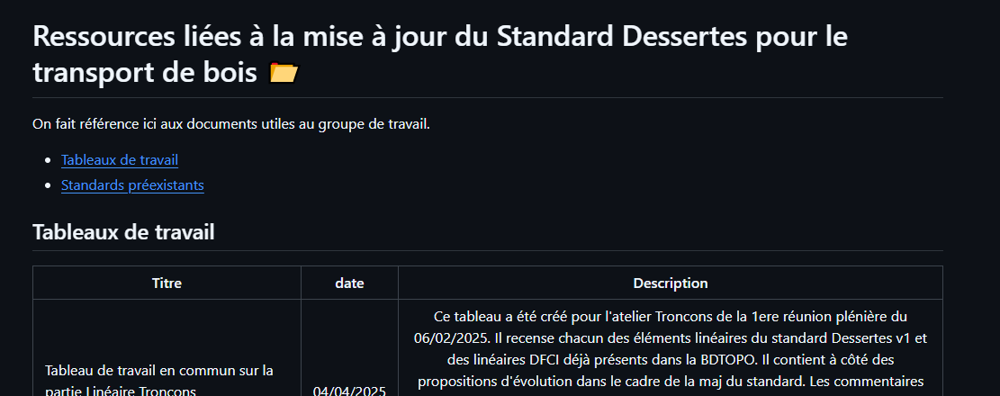 Ressources liées à la mise à jour du Standard Dessertes pour le
transport de bois
On fait référence ici aux documents utiles au groupe de travail.
Tableaux de travail
Standards préexistants
Tableaux de travail
Titre date Description
Ce tableau a été créé pour l'atelier Troncons de la 1ere réunion plénière du
06/02/2025. Il recense chacun des éléments linéaires du standard Dessertes v1 et
des linéaires DFCI déjà présents dans la BDTOPO. Il contient à côté des
propositions d'évolution dans le cadre de la maj du standard. Les commentaires
Tableau de travail en commun sur la
partie Linéaire Troncons
04/04/2025